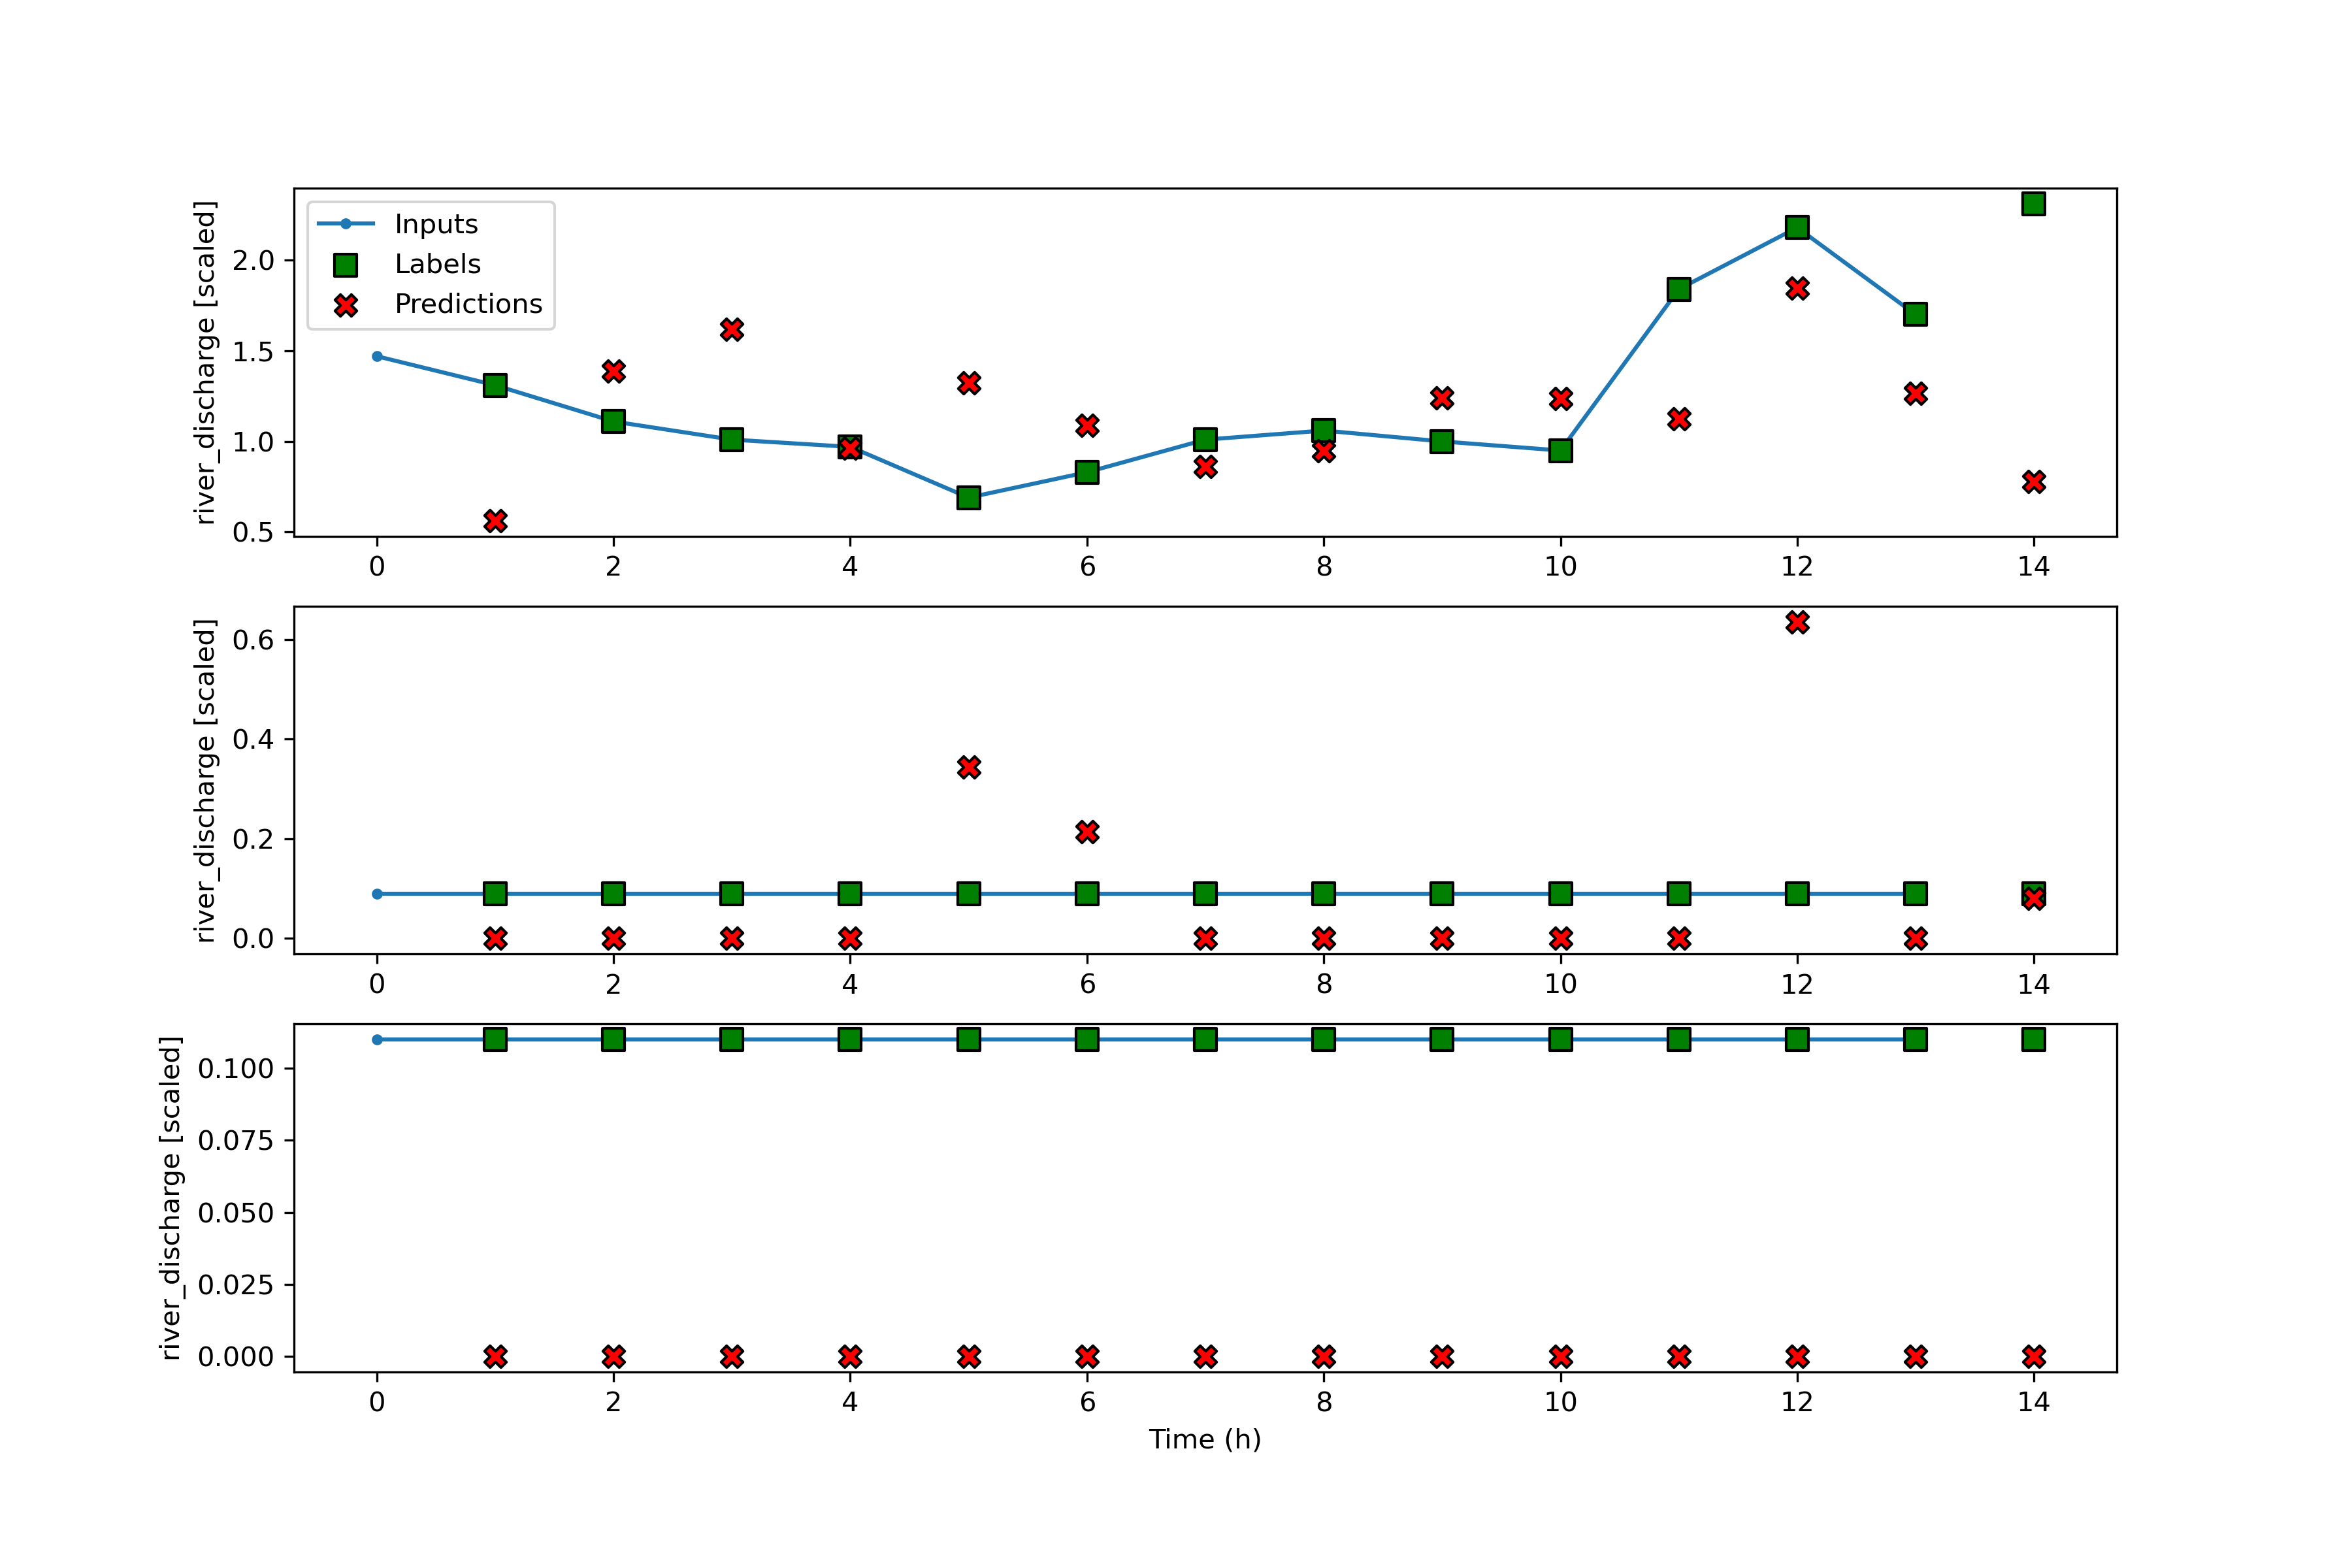 river_discharge [scaled]
2.0
1.5
1.0
0.5
Inputs
Labels
Predictions
0 2 4 6 8 10 12 14
river_discharge [scaled]
0.6
0.4
0.2
0.0
0 2 4 6 8 10 12 14
river_discharge [scaled]
0.100
0.075
0.050
0.025
0.000
0 2 4 6 8 10 12 14
Time (h)